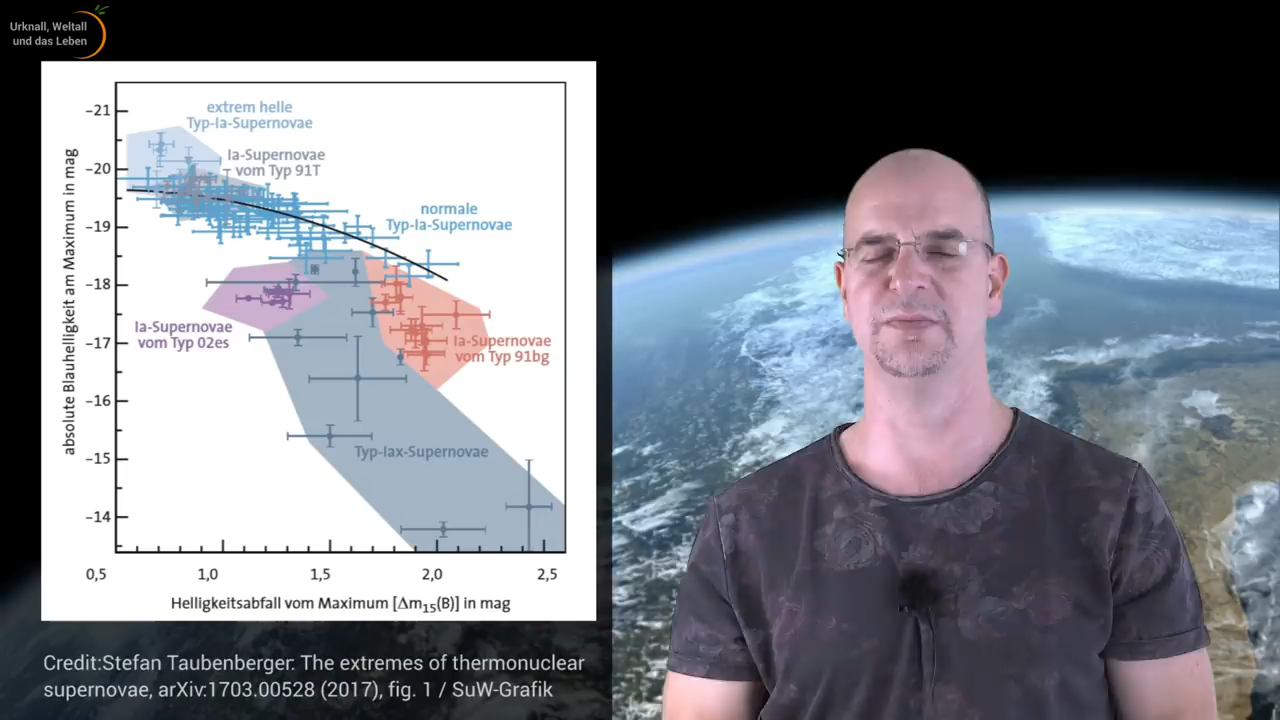 Urknall, Weltall
und das Leben
extrem helle
Typ-Ia-Supernovae
Ia-Supernovae
vom Typ 91T
normale
Typ-Ia-Supernovae
Ia-Supernovae
vom Typ 02es
Ia-Supernovae
vom Typ 91bg
Typ-Iax-Supernovae
absolute Blauhelligkeit am Maximum in mag
−21
−20
−19
−18
−17
−16
−15
−14
0,5 1,0 1,5 2,0 2,5
Helligkeitsabfall vom Maximum [Δm₁₅(B)] in mag
Credit:Stefan Taubenberger: The extremes of thermonuclear
supernovae, arXiv:1703.00528 (2017), fig. 1 / SuW-Grafik